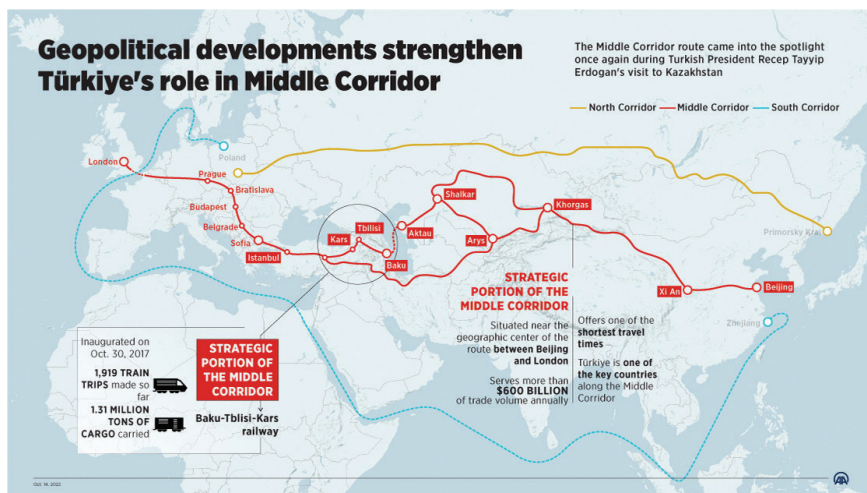 Geopolitical developments strengthen
Türkiye's role in Middle Corridor
The Middle Corridor route came into the spotlight
once again during Turkish President Recep Tayyip
Erdogan's visit to Kazakhstan
North Corridor
Middle Corridor
South Corridor
London
Poland
Prague
Bratislava
Budapest
Belgrade
Sofia
Istanbul
Kars
Tbilisi
Baku
Aktau
Shalkar
Arys
Khorgas
Primorsky Krai
Xi An
Beijing
Zhejiang
STRATEGIC
PORTION OF THE
MIDDLE CORRIDOR
Situated near the
geographic center of the
route between Beijing
and London
Serves more than
$600 BILLION
of trade volume annually
Offers one of the
shortest travel
times
Türkiye is one of
the key countries
along the Middle
Corridor
Inaugurated on
Oct. 30, 2017
1,919 TRAIN
TRIPS made so
far
1.31 MILLION
TONS OF
CARGO carried
STRATEGIC
PORTION OF
THE MIDDLE
CORRIDOR
Baku-Tblisi-Kars
railway
Oct. 14, 2022
AA